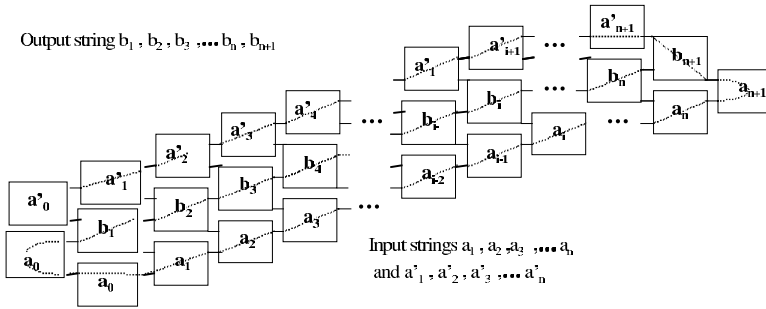 Output string b1 , b2 , b3 ,...bn , bn+1
a'n+1
a'1 a'i+1 ... bn+1
bi ... bn an+1
a'1 a'2 a'3 a'4 ... bi- ai ... an
a'0 b1 b2 b3 b4 ai-2 ai-1
a0 a0 a1 a2 a3 ...
Input strings a1 , a2 ,a3 ,...an
and a'1 , a'2 , a'3 ,... a'n